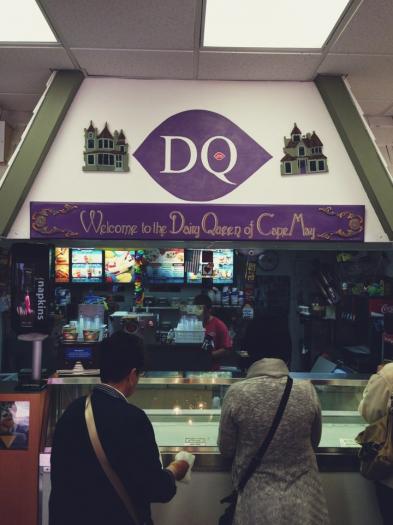 DQ
Welcome to the Dairy Queen of Cape May
napkins